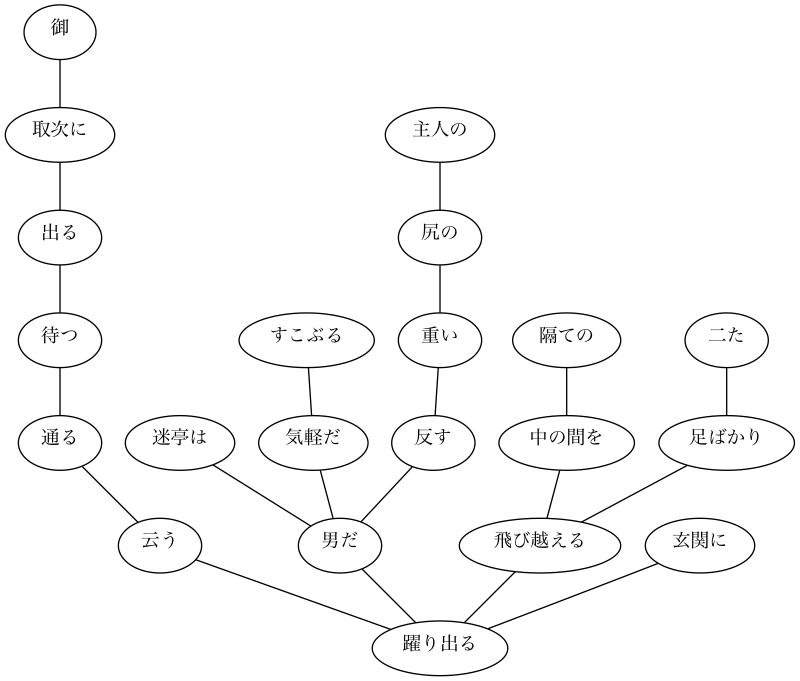 御
取次に
主人の
出る
尻の
待つ
すこぶる
重い
隔ての
二た
通る
迷亭は
気軽だ
反す
中の間を
足ばかり
云う
男だ
飛び越える
玄関に
躍り出る